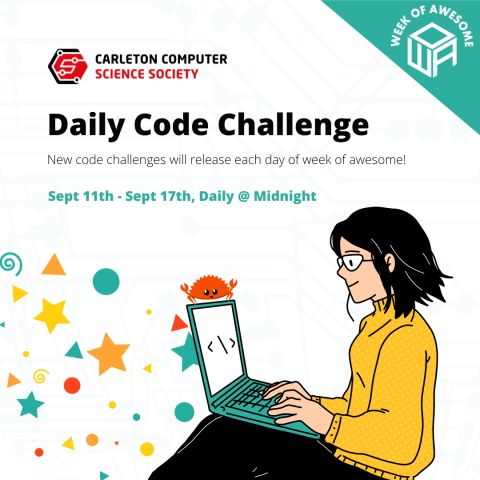 WEEK OF AWESOME
WA
CARLETON COMPUTER
SCIENCE SOCIETY
Daily Code Challenge
New code challenges will release each day of week of awesome!
Sept 11th - Sept 17th, Daily @ Midnight
</>